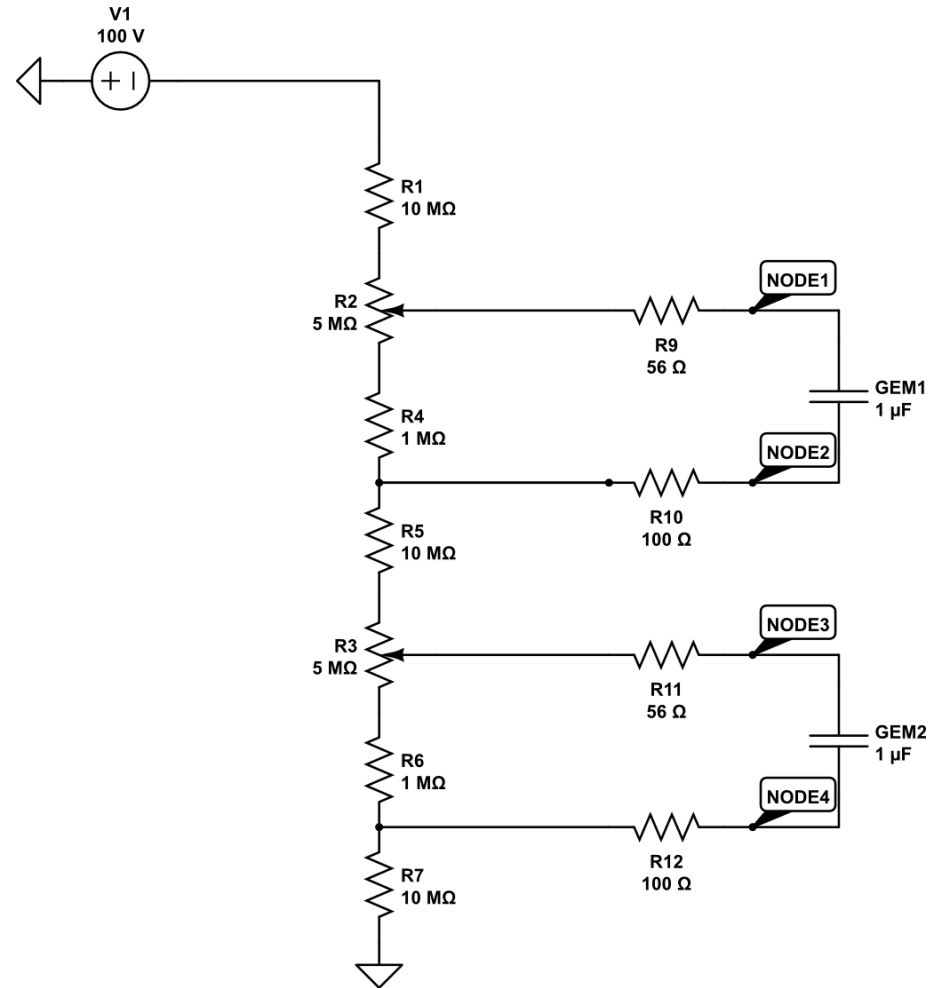 V1
100 V
+ −
R1
10 MΩ
R2
5 MΩ
NODE1
R9
56 Ω
GEM1
1 µF
R4
1 MΩ
NODE2
R10
100 Ω
R5
10 MΩ
NODE3
R3
5 MΩ
R11
56 Ω
GEM2
1 µF
R6
1 MΩ
NODE4
R12
100 Ω
R7
10 MΩ